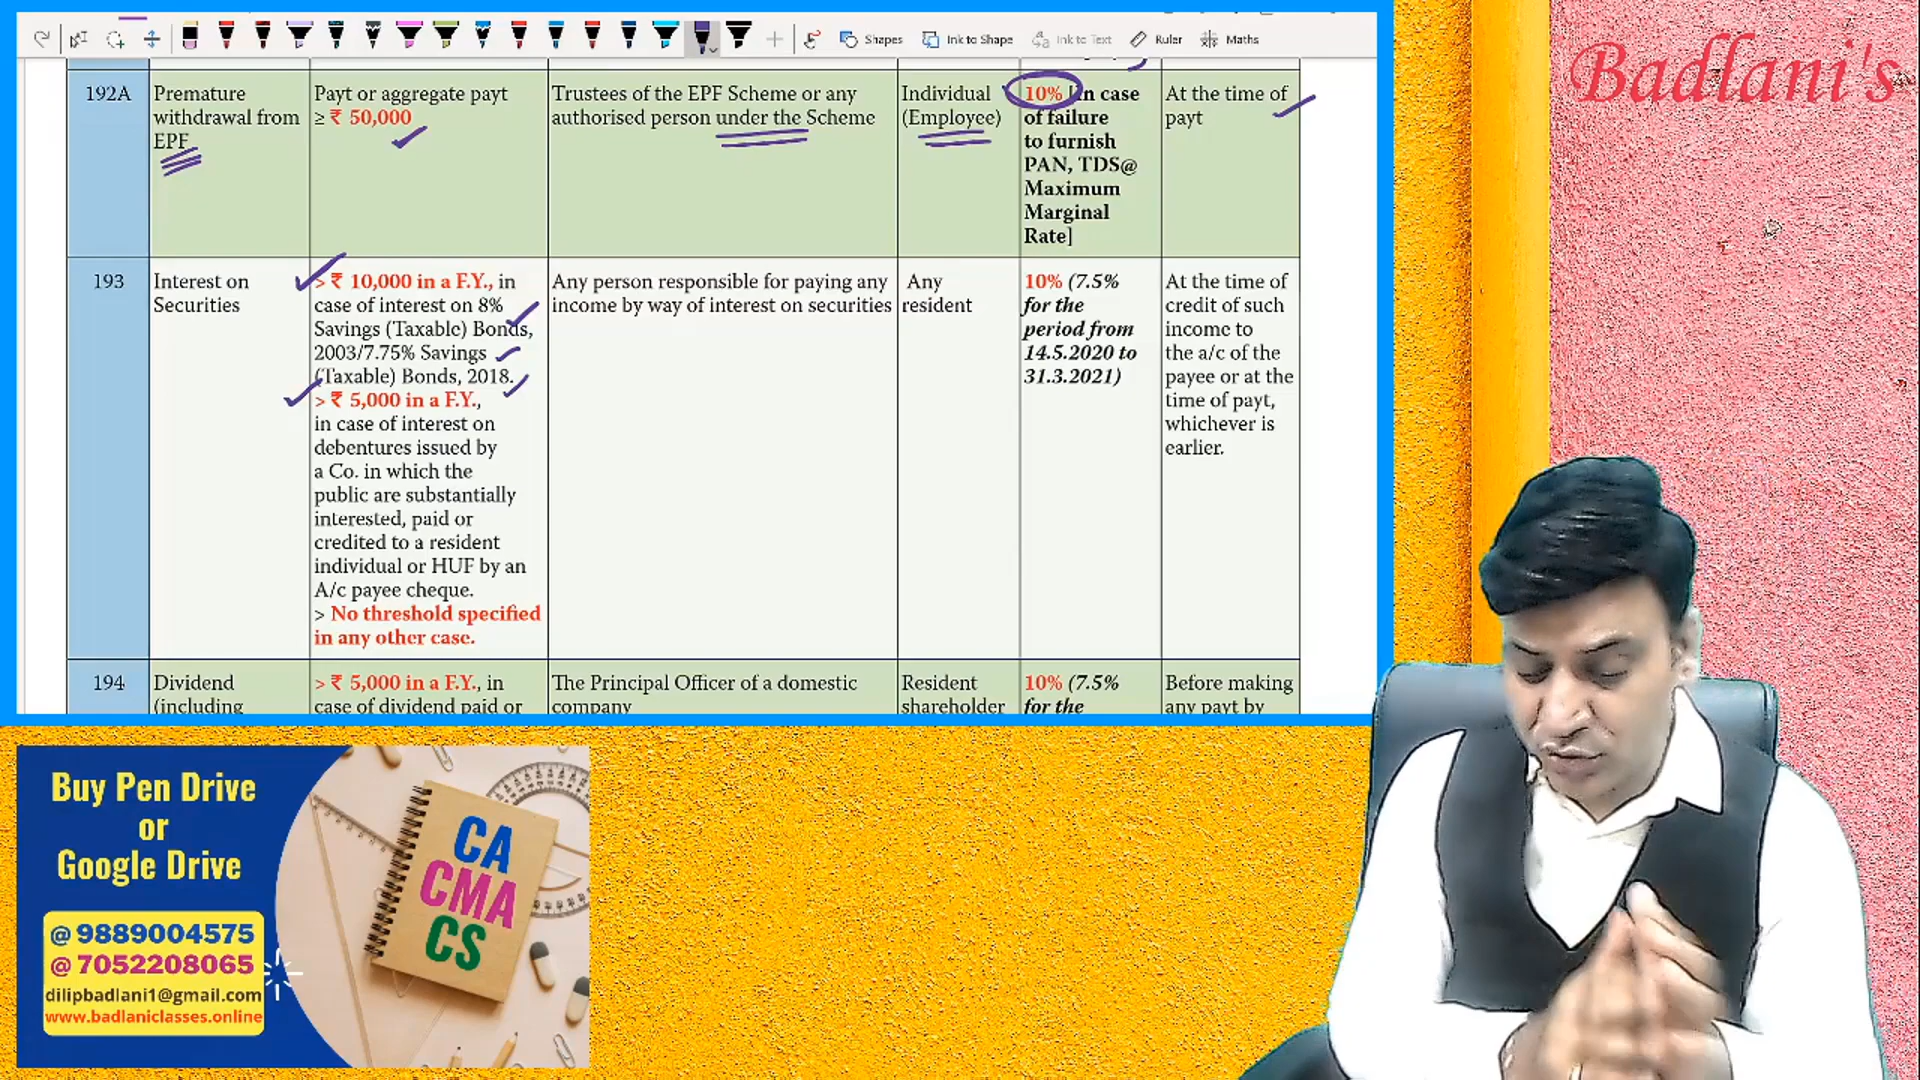 Shapes
Ink to Shape
Ink to Text
Ruler
Maths
Badlani's
192A
Premature
withdrawal from
EPF
Payt or aggregate payt
≥ ₹ 50,000
Trustees of the EPF Scheme or any
authorised person under the Scheme
Individual
(Employee)
10% [In case
of failure
to furnish
PAN, TDS@
Maximum
Marginal
Rate]
At the time of
payt
193
Interest on
Securities
> ₹ 10,000 in a F.Y., in
case of interest on 8%
Savings (Taxable) Bonds,
2003/7.75% Savings
(Taxable) Bonds, 2018.
> ₹ 5,000 in a F.Y.,
in case of interest on
debentures issued by
a Co. in which the
public are substantially
interested, paid or
credited to a resident
individual or HUF by an
A/c payee cheque.
> No threshold specified
in any other case.
Any person responsible for paying any
income by way of interest on securities
Any
resident
10% (7.5%
for the
period from
14.5.2020 to
31.3.2021)
At the time of
credit of such
income to
the a/c of the
payee or at the
time of payt,
whichever is
earlier.
194
Dividend
(including
> ₹ 5,000 in a F.Y., in
case of dividend paid or
The Principal Officer of a domestic
company
Resident
shareholder
10% (7.5%
for the
Before making
any payt by
Buy Pen Drive
or
Google Drive
@ 9889004575
@ 7052208065
dilipbadlani1@gmail.com
www.badlaniclasses.online
CA
CMA
CS